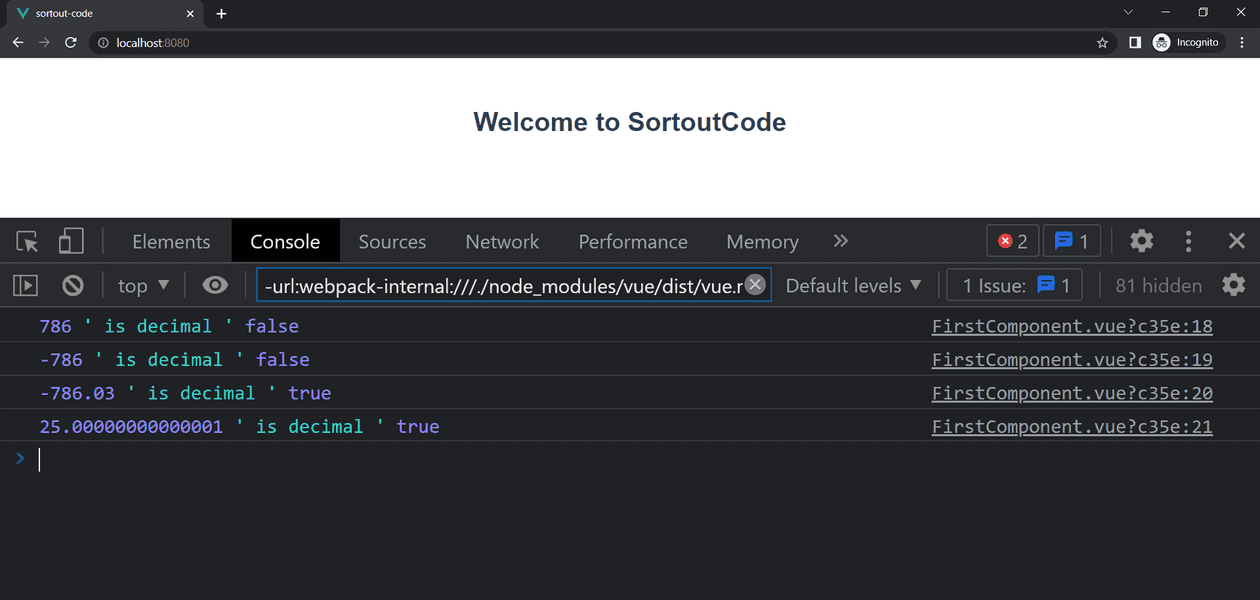 sortout-code
localhost:8080
Incognito
Welcome to SortoutCode
Elements Console Sources Network Performance Memory 2 1
top -url:webpack-internal:///./node_modules/vue/dist/vue.r Default levels 1 Issue: 1 81 hidden
786 ' is decimal ' false FirstComponent.vue?c35e:18
-786 ' is decimal ' false FirstComponent.vue?c35e:19
-786.03 ' is decimal ' true FirstComponent.vue?c35e:20
25.00000000000001 ' is decimal ' true FirstComponent.vue?c35e:21